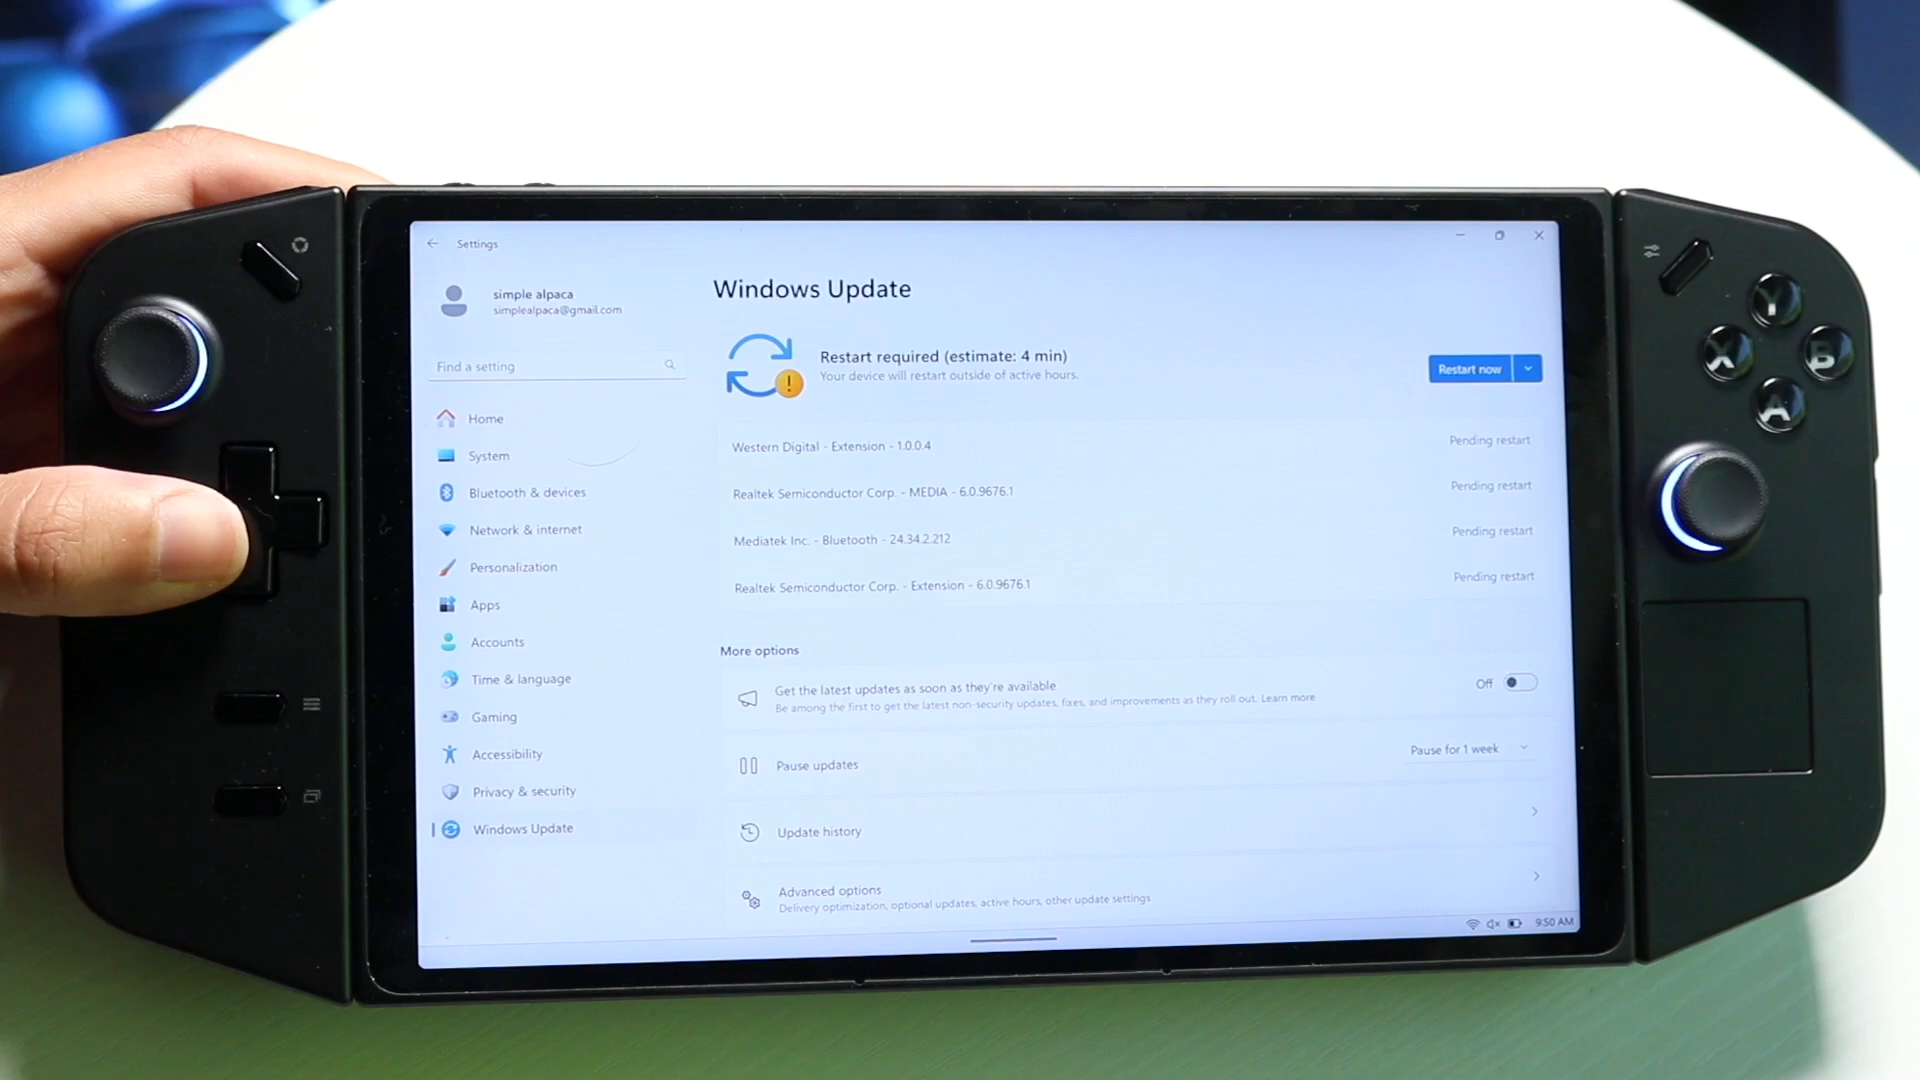 Settings
simple alpaca
simplealpaca@gmail.com
Find a setting
Home
System
Bluetooth & devices
Network & internet
Personalization
Apps
Accounts
Time & language
Gaming
Accessibility
Privacy & security
Windows Update
Windows Update
Restart required (estimate: 4 min)
Your device will restart outside of active hours.
Restart now
Western Digital - Extension - 1.0.0.4
Pending restart
Realtek Semiconductor Corp. - MEDIA - 6.0.9676.1
Pending restart
Mediatek Inc. - Bluetooth - 24.34.2.212
Pending restart
Realtek Semiconductor Corp. - Extension - 6.0.9676.1
Pending restart
More options
Get the latest updates as soon as they're available
Be among the first to get the latest non-security updates, fixes, and improvements as they roll out. Learn more
Off
Pause updates
Pause for 1 week
Update history
Advanced options
Delivery optimization, optional updates, active hours, other update settings
9:50 AM
Y
X
B
A